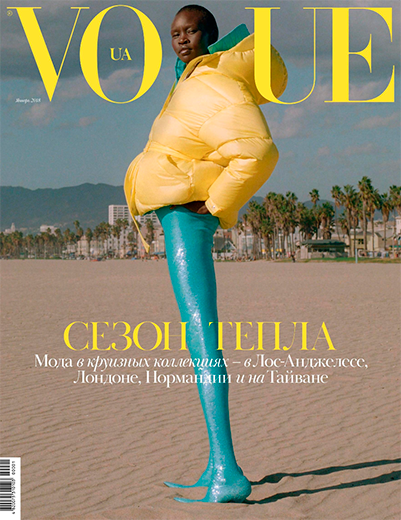 VOGUE
UA
Январь 2018
СЕЗОН ТЕПЛА
Мода в круизных коллекциях – в Лос-Анджелесе,
Лондоне, Нормандии и на Тайване